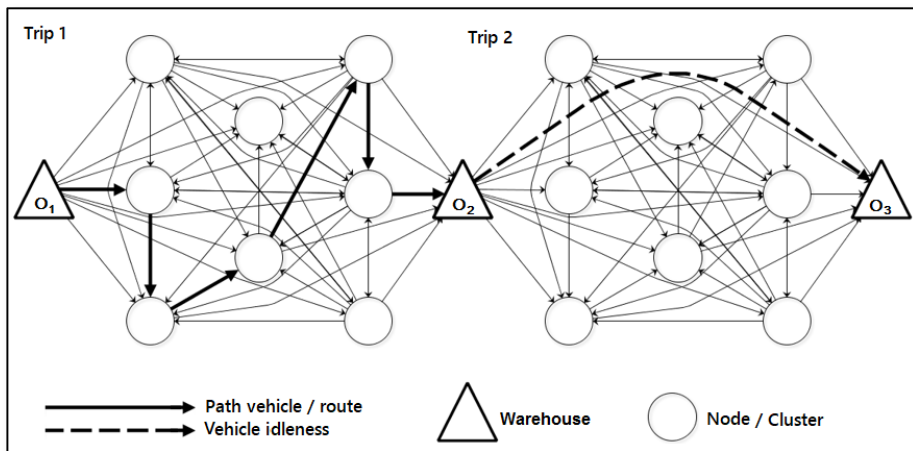 Trip 1
Trip 2
O₁
O₂
O₃
Path vehicle / route
Vehicle idleness
Warehouse
Node / Cluster